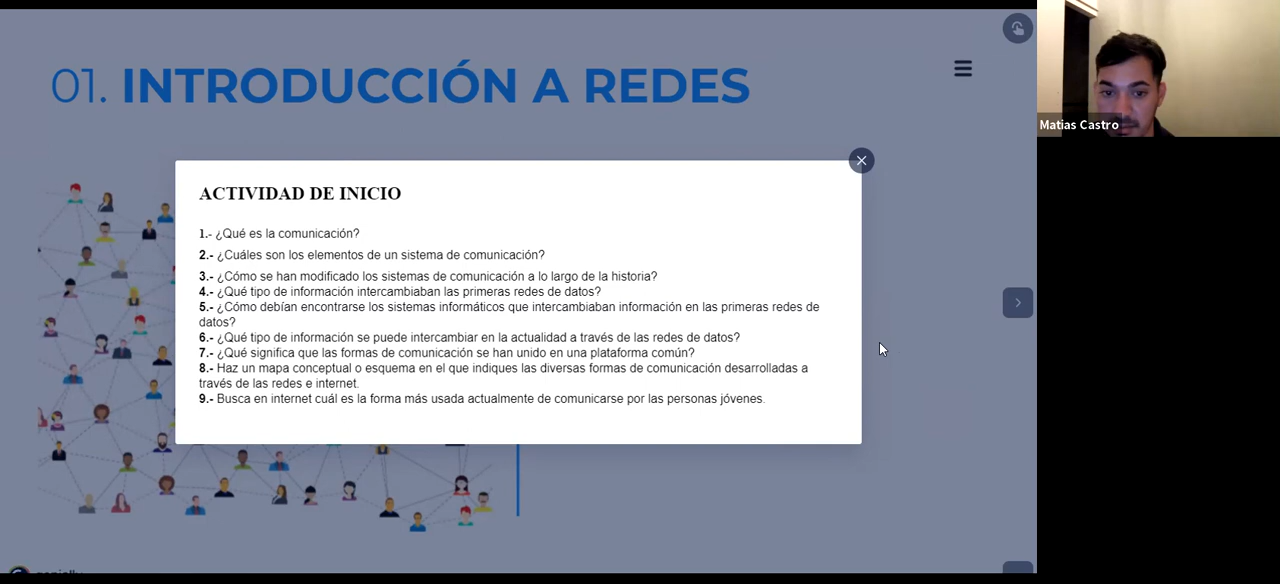 01. INTRODUCCIÓN A REDES
Matias Castro
ACTIVIDAD DE INICIO
1.- ¿Qué es la comunicación?
2.- ¿Cuáles son los elementos de un sistema de comunicación?
3.- ¿Cómo se han modificado los sistemas de comunicación a lo largo de la historia?
4.- ¿Qué tipo de información intercambiaban las primeras redes de datos?
5.- ¿Cómo debían encontrarse los sistemas informáticos que intercambiaban información en las primeras redes de
datos?
6.- ¿Qué tipo de información se puede intercambiar en la actualidad a través de las redes de datos?
7.- ¿Qué significa que las formas de comunicación se han unido en una plataforma común?
8.- Haz un mapa conceptual o esquema en el que indiques las diversas formas de comunicación desarrolladas a
través de las redes e internet.
9.- Busca en internet cuál es la forma más usada actualmente de comunicarse por las personas jóvenes.